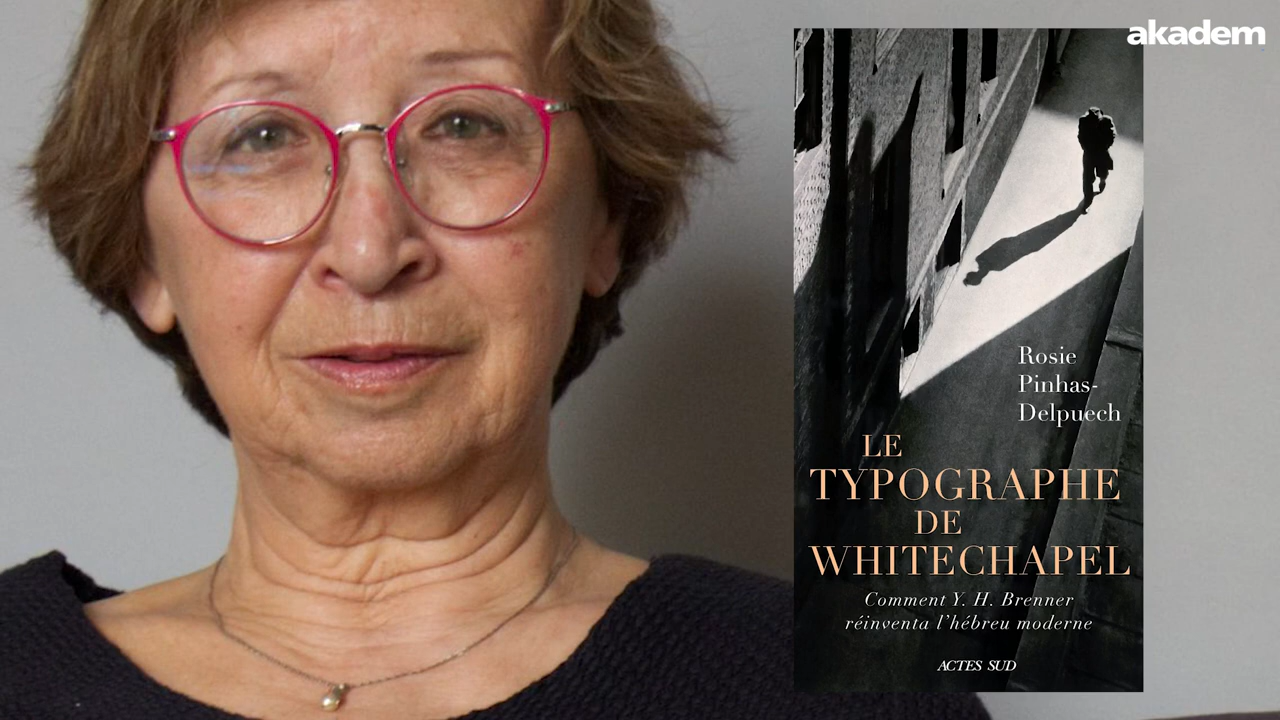 akadem
Rosie
Pinhas-
Delpuech
LE
TYPOGRAPHE
DE
WHITECHAPEL
Comment Y. H. Brenner
réinventa l'hébreu moderne
ACTES SUD